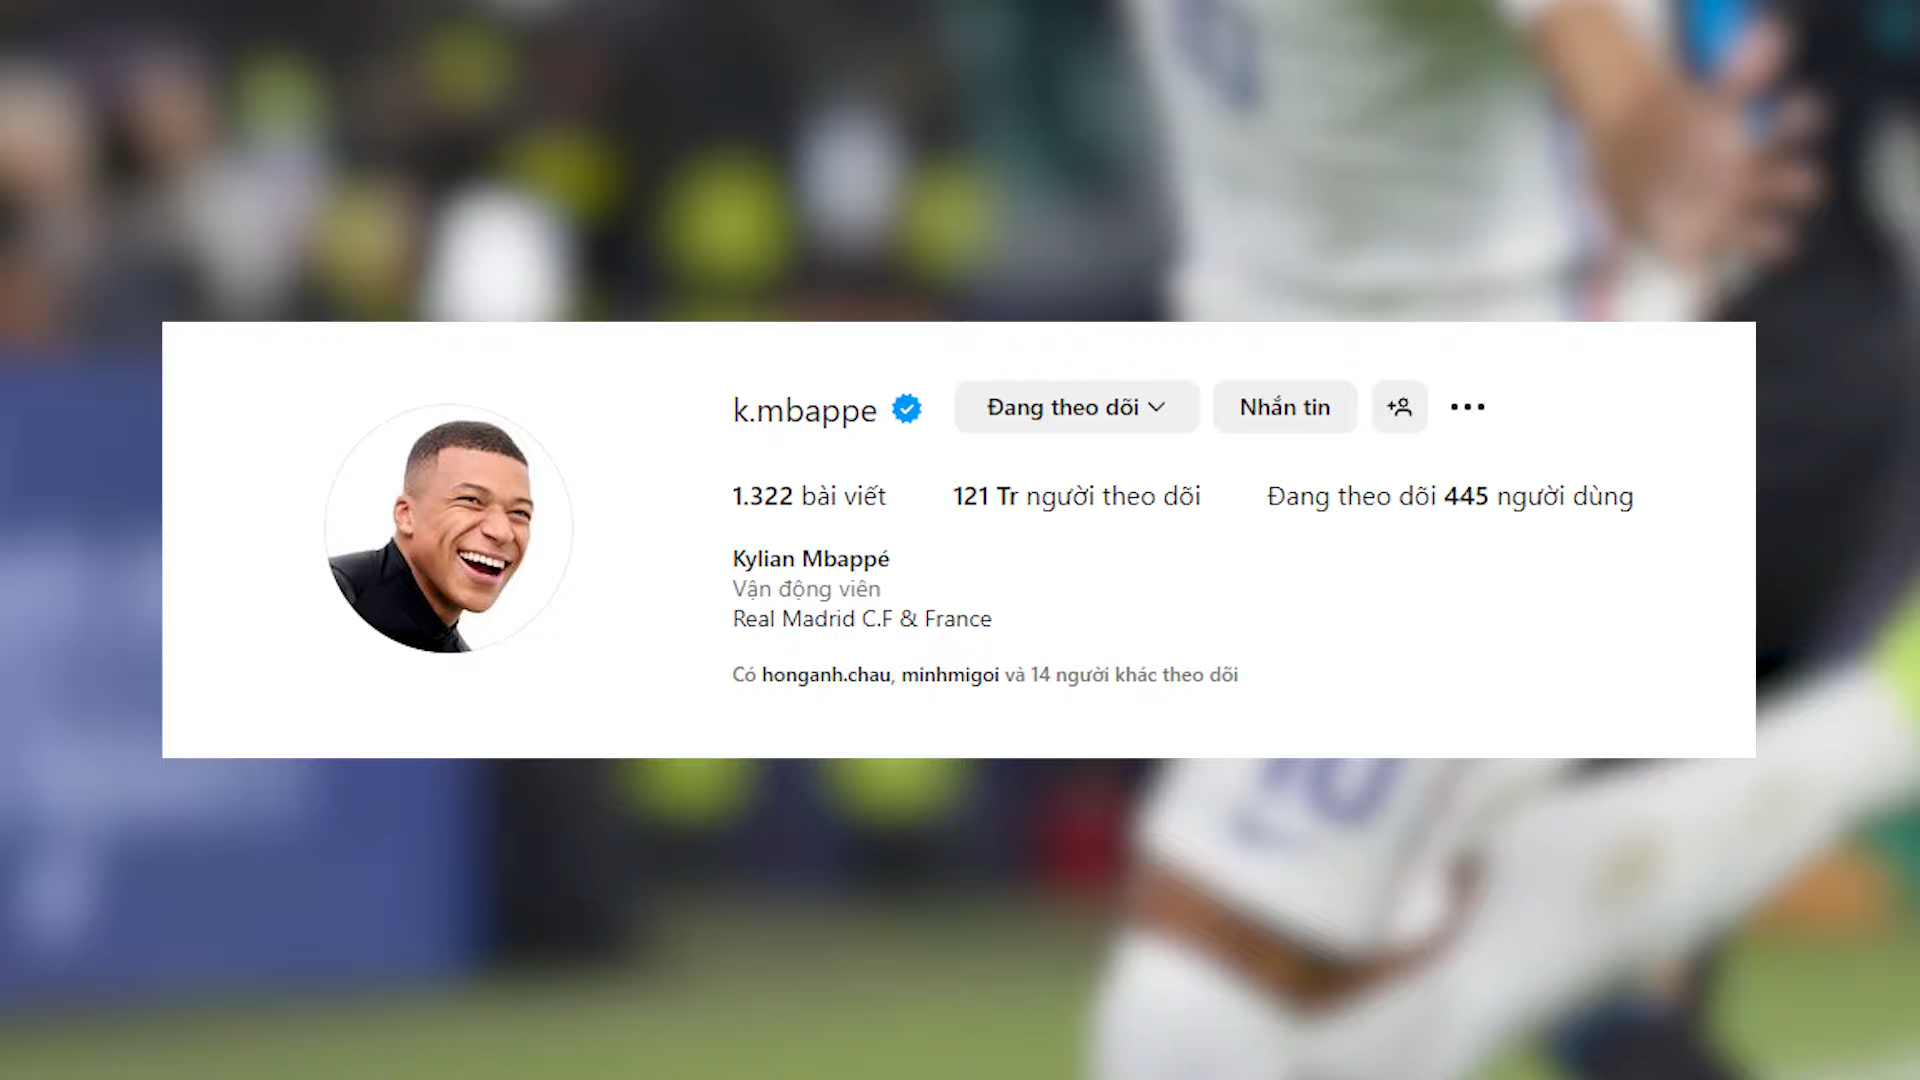 k.mbappe Đang theo dõi Nhắn tin
1.322 bài viết 121 Tr người theo dõi Đang theo dõi 445 người dùng
Kylian Mbappé
Vận động viên
Real Madrid C.F & France
Có honganh.chau, minhmigoi và 14 người khác theo dõi
10